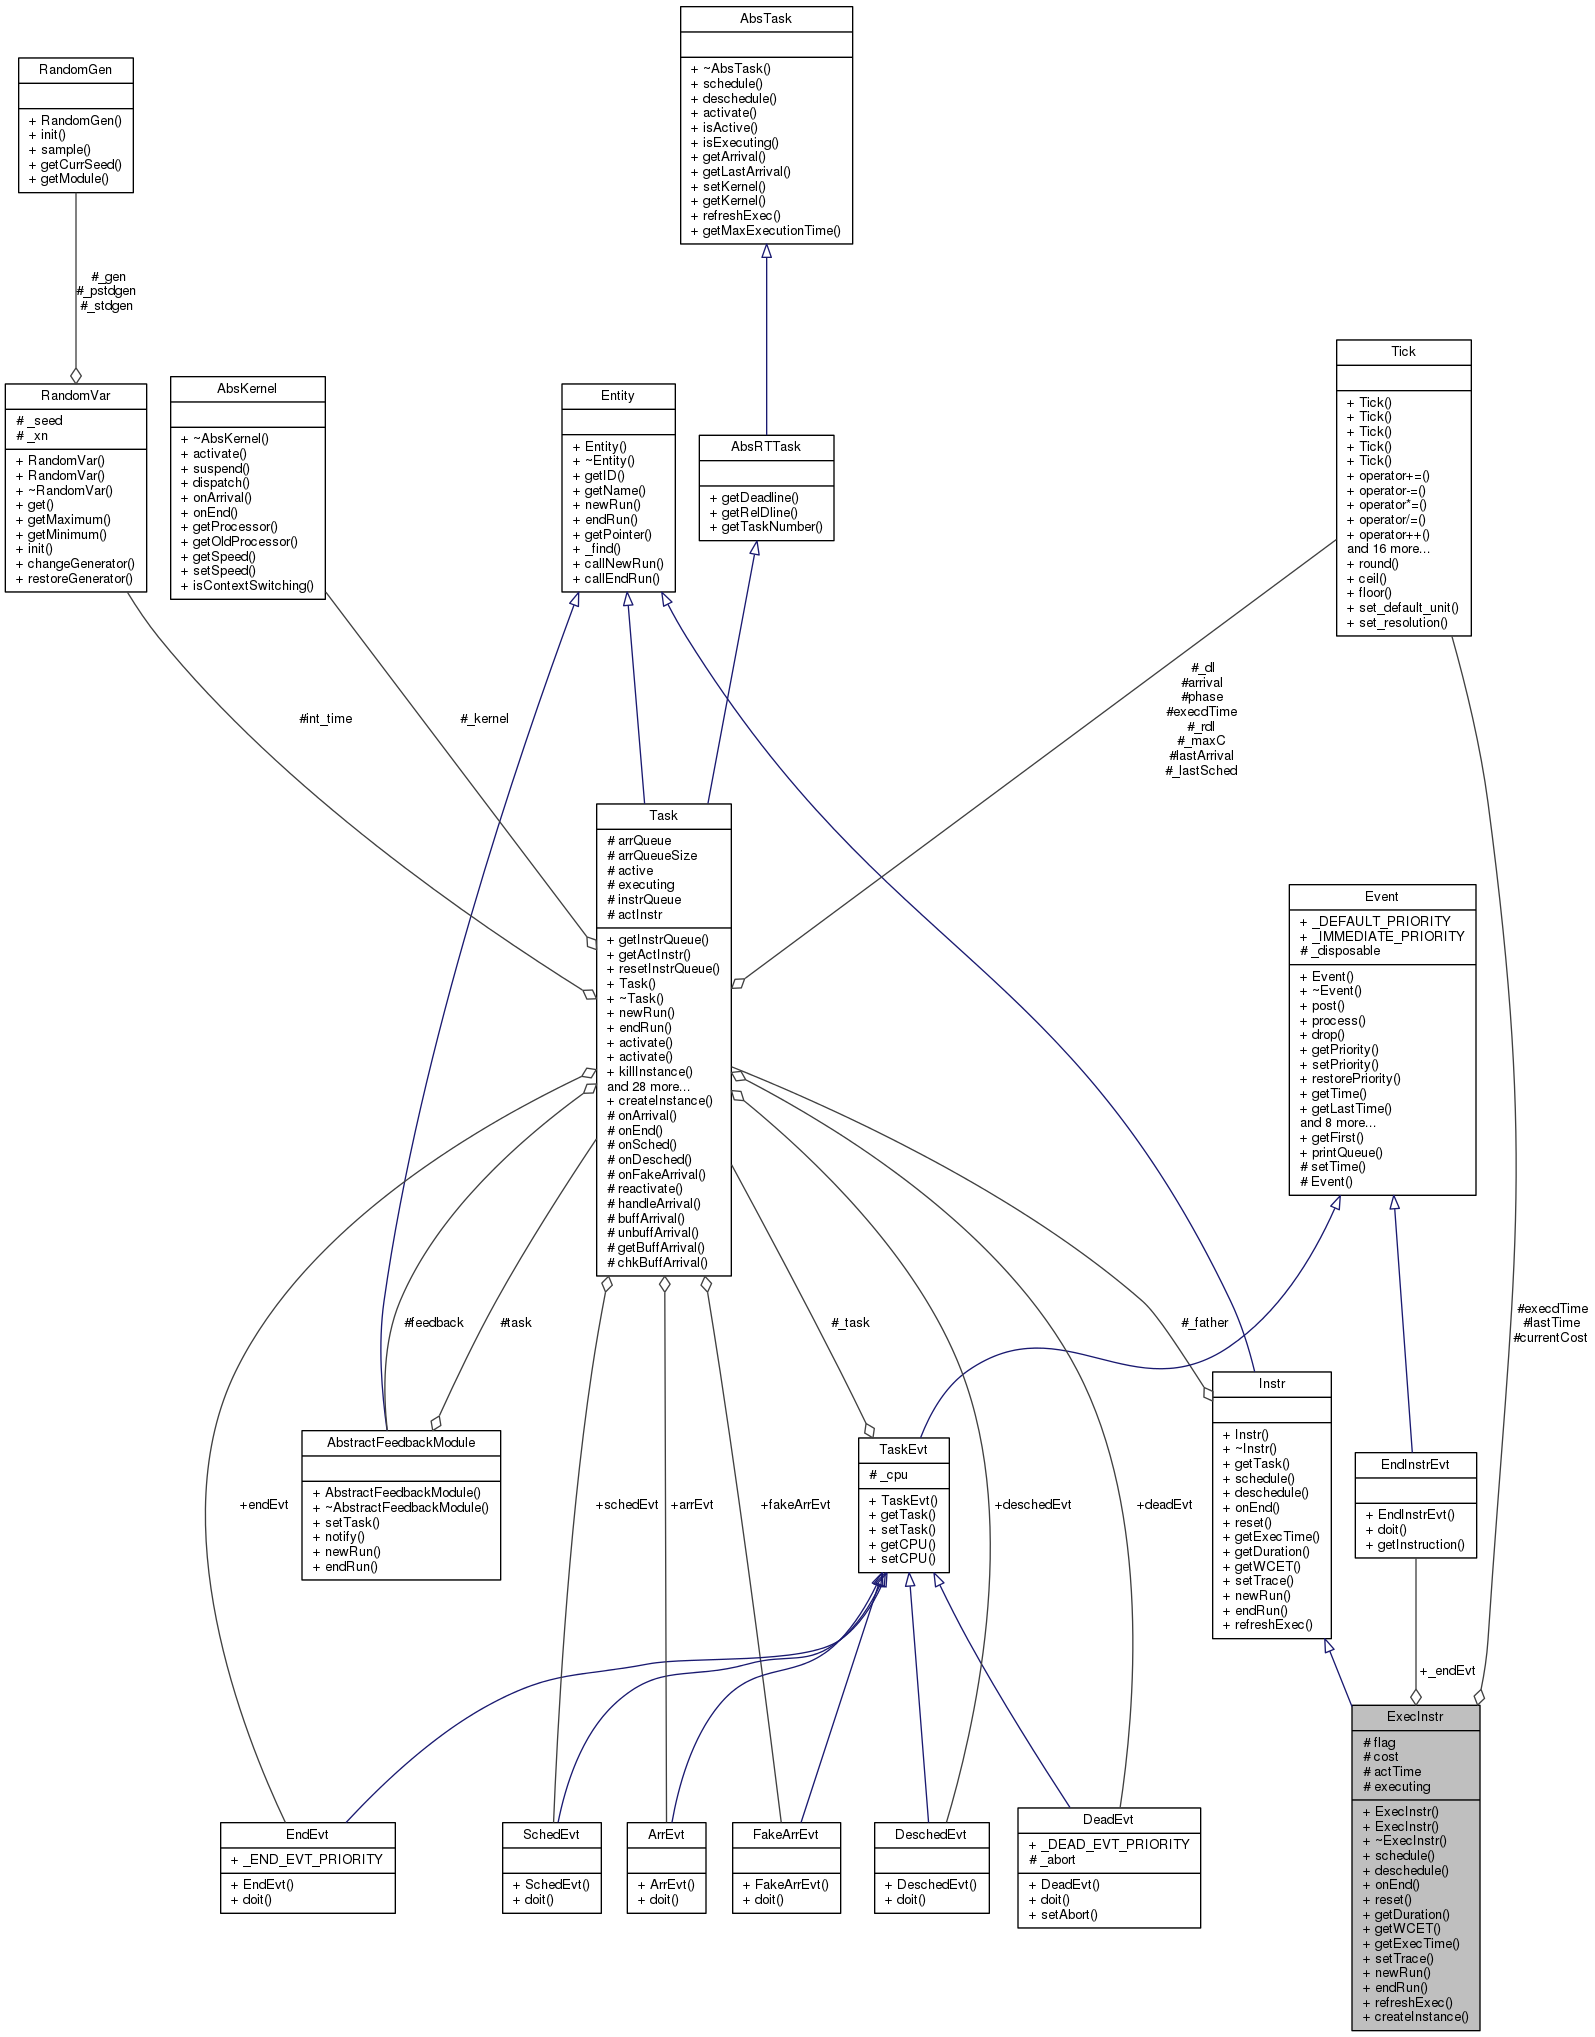 AbsTask
+ ~AbsTask()
+ schedule()
+ deschedule()
+ activate()
+ isActive()
+ isExecuting()
+ getArrival()
+ getLastArrival()
+ setKernel()
+ getKernel()
+ refreshExec()
+ getMaxExecutionTime()
RandomGen
+ RandomGen()
+ init()
+ sample()
+ getCurrSeed()
+ getModule()
#_gen
#_pstdgen
#_stdgen
RandomVar
# _seed
# _xn
+ RandomVar()
+ RandomVar()
+ ~RandomVar()
+ get()
+ getMaximum()
+ getMinimum()
+ init()
+ changeGenerator()
+ restoreGenerator()
AbsKernel
+ ~AbsKernel()
+ activate()
+ suspend()
+ dispatch()
+ onArrival()
+ onEnd()
+ getProcessor()
+ getOldProcessor()
+ getSpeed()
+ setSpeed()
+ isContextSwitching()
Entity
+ Entity()
+ ~Entity()
+ getID()
+ getName()
+ newRun()
+ endRun()
+ getPointer()
+ _find()
+ callNewRun()
+ callEndRun()
AbsRTTask
+ getDeadline()
+ getRelDline()
+ getTaskNumber()
Tick
+ Tick()
+ Tick()
+ Tick()
+ Tick()
+ Tick()
+ operator+=()
+ operator-=()
+ operator*=()
+ operator/=()
+ operator++()
and 16 more...
+ round()
+ ceil()
+ floor()
+ set_default_unit()
+ set_resolution()
#int_time
#_kernel
#_dl
#arrival
#phase
#execdTime
#_rdl
#_maxC
#lastArrival
#_lastSched
Task
# arrQueue
# arrQueueSize
# active
# executing
# instrQueue
# actInstr
+ getInstrQueue()
+ getActInstr()
+ resetInstrQueue()
+ Task()
+ ~Task()
+ newRun()
+ endRun()
+ activate()
+ activate()
+ killInstance()
and 28 more...
+ createInstance()
# onArrival()
# onEnd()
# onSched()
# onDesched()
# onFakeArrival()
# reactivate()
# handleArrival()
# buffArrival()
# unbuffArrival()
# getBuffArrival()
# chkBuffArrival()
Event
+ _DEFAULT_PRIORITY
+ _IMMEDIATE_PRIORITY
# _disposable
+ Event()
+ ~Event()
+ post()
+ process()
+ drop()
+ getPriority()
+ setPriority()
+ restorePriority()
+ getTime()
+ getLastTime()
and 8 more...
+ getFirst()
+ printQueue()
# setTime()
# Event()
#feedback
#task
#_task
#_father
#execdTime
#lastTime
#currentCost
AbstractFeedbackModule
+ AbstractFeedbackModule()
+ ~AbstractFeedbackModule()
+ setTask()
+ notify()
+ newRun()
+ endRun()
TaskEvt
# _cpu
+ TaskEvt()
+ getTask()
+ setTask()
+ getCPU()
+ setCPU()
Instr
+ Instr()
+ ~Instr()
+ getTask()
+ schedule()
+ deschedule()
+ onEnd()
+ reset()
+ getExecTime()
+ getDuration()
+ getWCET()
+ setTrace()
+ newRun()
+ endRun()
+ refreshExec()
EndInstrEvt
+ EndInstrEvt()
+ doit()
+ getInstruction()
+endEvt
+schedEvt
+arrEvt
+fakeArrEvt
+deschedEvt
+deadEvt
+_endEvt
EndEvt
+ _END_EVT_PRIORITY
+ EndEvt()
+ doit()
SchedEvt
+ SchedEvt()
+ doit()
ArrEvt
+ ArrEvt()
+ doit()
FakeArrEvt
+ FakeArrEvt()
+ doit()
DeschedEvt
+ DeschedEvt()
+ doit()
DeadEvt
+ _DEAD_EVT_PRIORITY
# _abort
+ DeadEvt()
+ doit()
+ setAbort()
ExecInstr
# flag
# cost
# actTime
# executing
+ ExecInstr()
+ ExecInstr()
+ ~ExecInstr()
+ schedule()
+ deschedule()
+ onEnd()
+ reset()
+ getDuration()
+ getWCET()
+ getExecTime()
+ setTrace()
+ newRun()
+ endRun()
+ refreshExec()
+ createInstance()